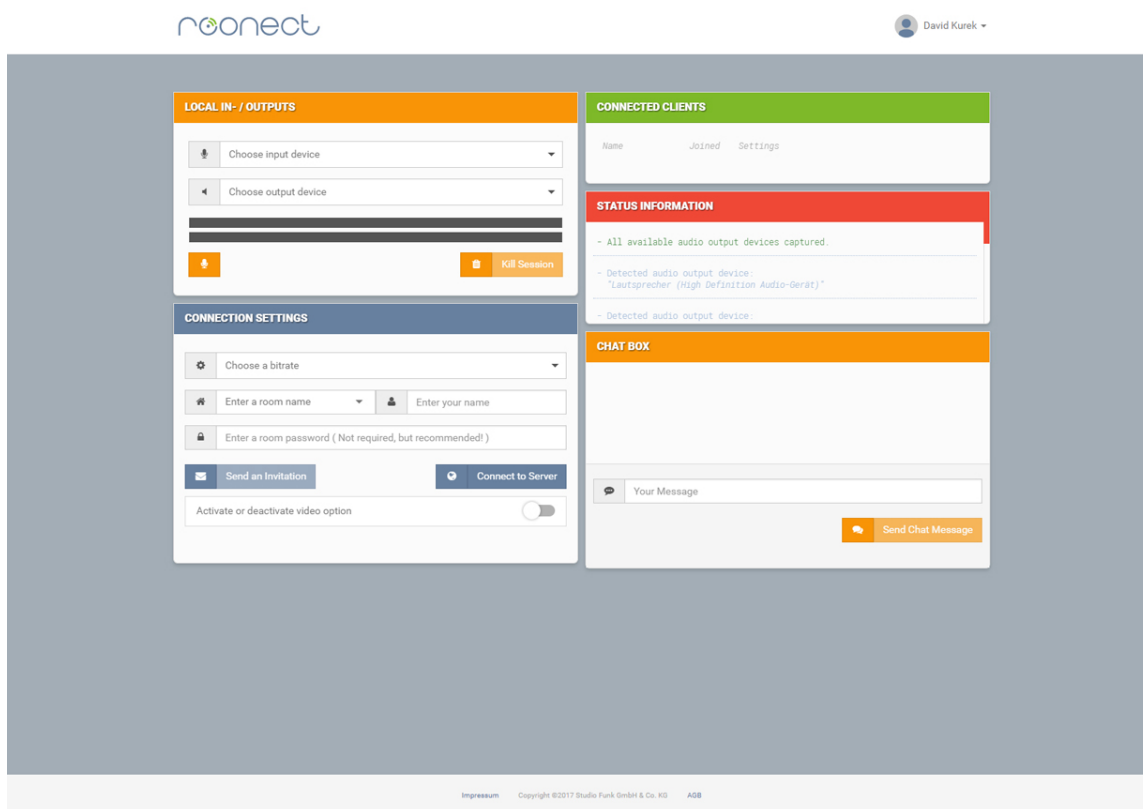 roonect
David Kurek
LOCAL IN- / OUTPUTS
Choose input device
Choose output device
Kill Session
CONNECTION SETTINGS
Choose a bitrate
Enter a room name
Enter your name
Enter a room password ( Not required, but recommended! )
Send an Invitation
Connect to Server
Activate or deactivate video option
CONNECTED CLIENTS
Name Joined Settings
STATUS INFORMATION
- All available audio output devices captured.
- Detected audio output device:
"Lautsprecher (High Definition Audio-Gerät)"
- Detected audio output device:
CHAT BOX
Your Message
Send Chat Message
Impressum Copyright ©2017 Studio Funk GmbH & Co. KG AGB